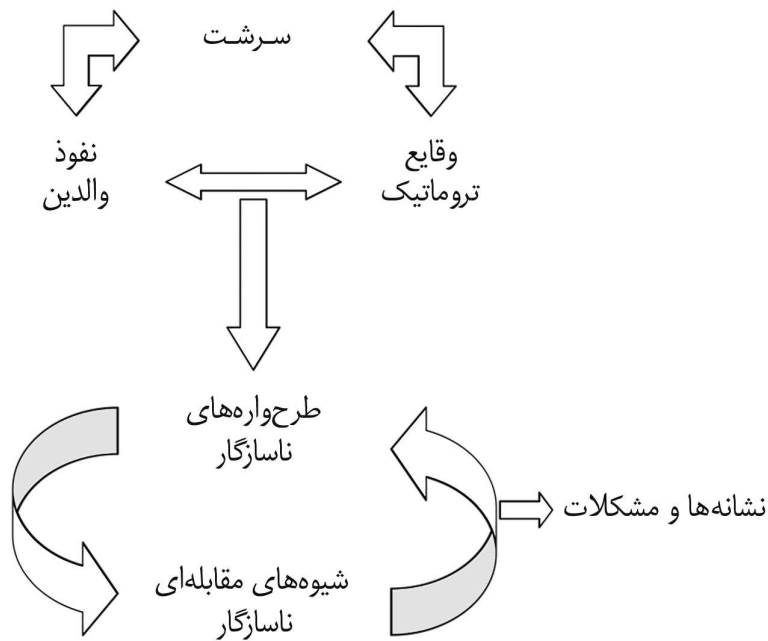 سرشت
وقایع
تروماتیک
نفوذ
والدین
طرح‌واره‌های
ناسازگار
نشانه‌ها و مشکلات
شیوه‌های مقابله‌ای
ناسازگار